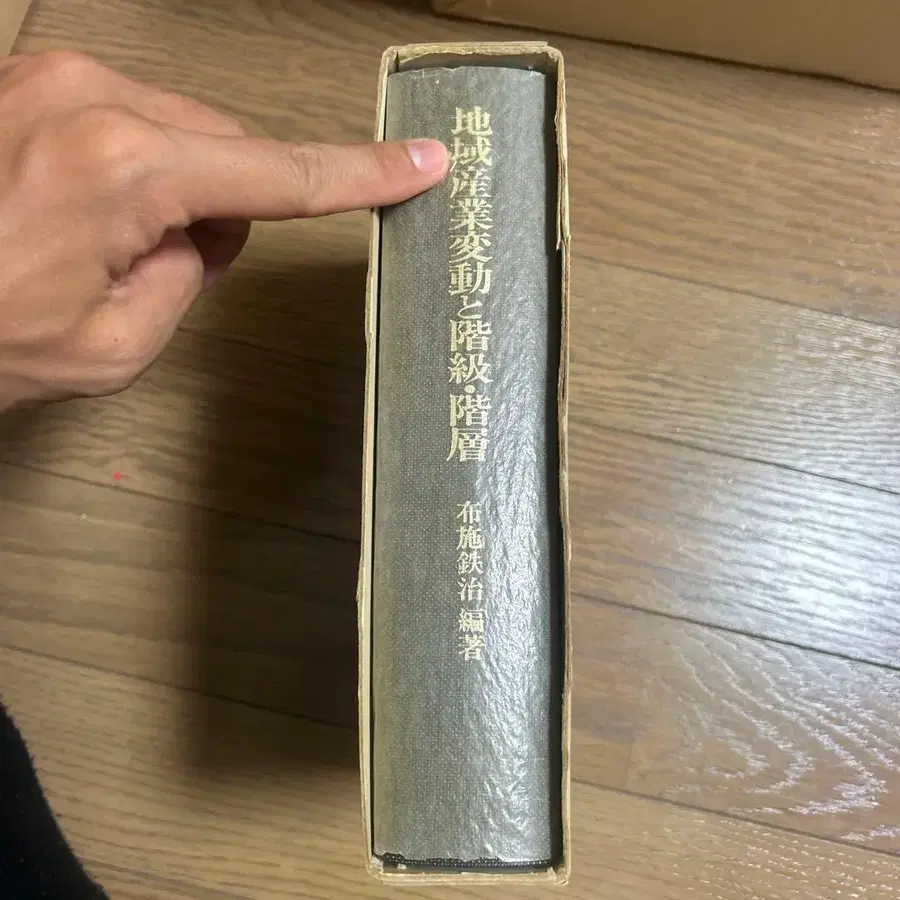 地域産業変動と階級・階層
布施鉄治 編著